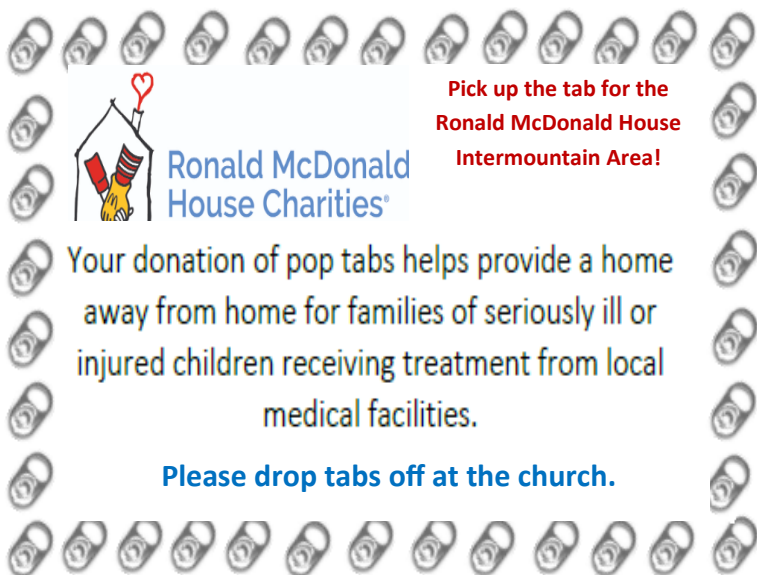 Pick up the tab for the
Ronald McDonald House
Intermountain Area!
Ronald McDonald
House Charities®
Your donation of pop tabs helps provide a home
away from home for families of seriously ill or
injured children receiving treatment from local
medical facilities.
Please drop tabs off at the church.